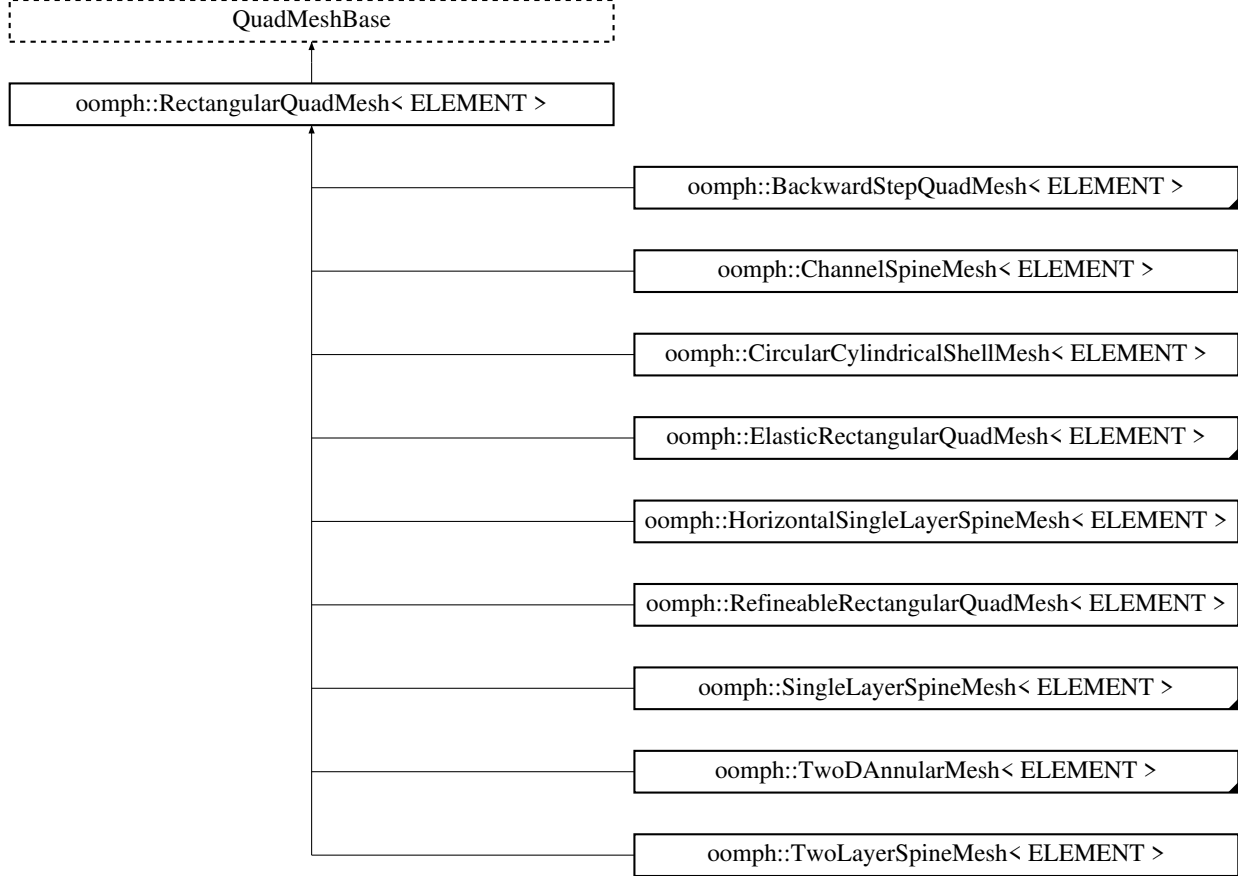 QuadMeshBase
oomph::RectangularQuadMesh< ELEMENT >
oomph::BackwardStepQuadMesh< ELEMENT >
oomph::ChannelSpineMesh< ELEMENT >
oomph::CircularCylindricalShellMesh< ELEMENT >
oomph::ElasticRectangularQuadMesh< ELEMENT >
oomph::HorizontalSingleLayerSpineMesh< ELEMENT >
oomph::RefineableRectangularQuadMesh< ELEMENT >
oomph::SingleLayerSpineMesh< ELEMENT >
oomph::TwoDAnnularMesh< ELEMENT >
oomph::TwoLayerSpineMesh< ELEMENT >